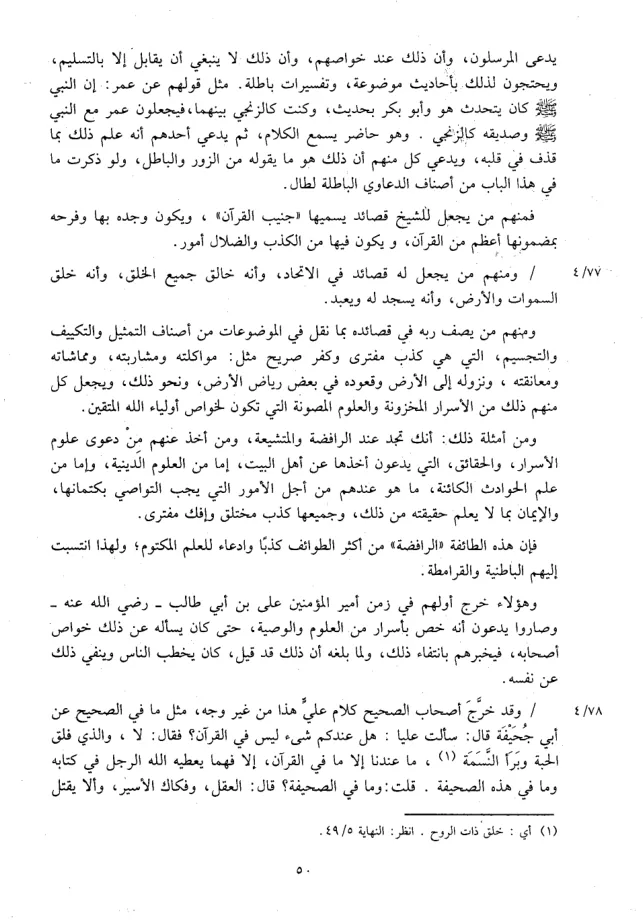 يدعى المرسلون، وأن ذلك عند خواصهم، وأن ذلك لا ينبغي أن يقابل إلا بالتسليم،
ويحتجون لذلك بأحاديث موضوعة، وتفسيرات باطلة. مثل قولهم عن عمر: إن النبي
ﷺ كان يتحدث هو وأبو بكر بحديث، وكنت كالزنجي بينهما،فيجعلون عمر مع النبي
ﷺ وصديقه كالزنجي . وهو حاضر يسمع الكلام، ثم يدعي أحدهم أنه علم ذلك بما
قذف في قلبه، ويدعي كل منهم أن ذلك هو ما يقوله من الزور والباطل، ولو ذكرت ما
في هذا الباب من أصناف الدعاوي الباطلة لطال.
فمنهم من يجعل للشيخ قصائد يسميها «جنيب القرآن» ، ويكون وجده بها وفرحه
بمضمونها أعظم من القرآن، و يكون فيها من الكذب والضلال أمور.
٤/٧٧ / ومنهم من يجعل له قصائد في الاتحاد، وأنه خالق جميع الخلق، وأنه خلق
السموات والأرض، وأنه يسجد له ويعبد.
ومنهم من يصف ربه في قصائده بما نقل في الموضوعات من أصناف التمثيل والتكييف
والتجسيم، التي هي كذب مفترى وكفر صريح مثل: مواكلته ومشاربته، ومماشاته
ومعانقته ، ونزوله إلى الأرض وقعوده في بعض رياض الأرض، ونحو ذلك، ويجعل كل
منهم ذلك من الأسرار المخزونة والعلوم المصونة التي تكون لخواص أولياء الله المتقين.
ومن أمثلة ذلك: أنك تجد عند الرافضة والمتشيعة، ومن أخذ عنهم مِنْ دعوى علوم
الأسرار، والحقائق، التي يدعون أخذها عن أهل البيت، إما من العلوم الدينية، وإما من
علم الحوادث الكائنة، ما هو عندهم من أجل الأمور التي يجب التواصي بكتمانها،
والإيمان بما لا يعلم حقيقته من ذلك، وجميعها كذب مختلق وإفك مفترى.
فإن هذه الطائفة «الرافضة» من أكثر الطوائف كذبًا وادعاء للعلم المكتوم؛ ولهذا انتسبت
إليهم الباطنية والقرامطة.
وهؤلاء خرج أولهم في زمن أمير المؤمنين على بن أبي طالب ـ رضي الله عنه ـ
وصاروا يدعون أنه خص بأسرار من العلوم والوصية، حتى كان يسأله عن ذلك خواص
أصحابه، فيخبرهم بانتفاء ذلك، ولما بلغه أن ذلك قد قيل، كان يخطب الناس وينفي ذلك
عن نفسه.
٤/٧٨ / وقد خرَّجَ أصحاب الصحيح كلام عليٍّ هذا من غير وجه، مثل ما في الصحيح عن
أبي جُحَيْفَة قال: سألت عليا : هل عندكم شىء ليس في القرآن؟ فقال: لا ، والذي فلق
الحبة وبَرَأ النَّسَمَة (١) ، ما عندنا إلا ما في القرآن، إلا فهما يعطيه الله الرجل في كتابه
وما في هذه الصحيفة . قلت:وما في الصحيفة؟ قال: العقل، وفكاك الأسير، وألا يقتل
(١) أي : خلق ذات الروح . انظر: النهاية ٤٩/٥.
٥٠